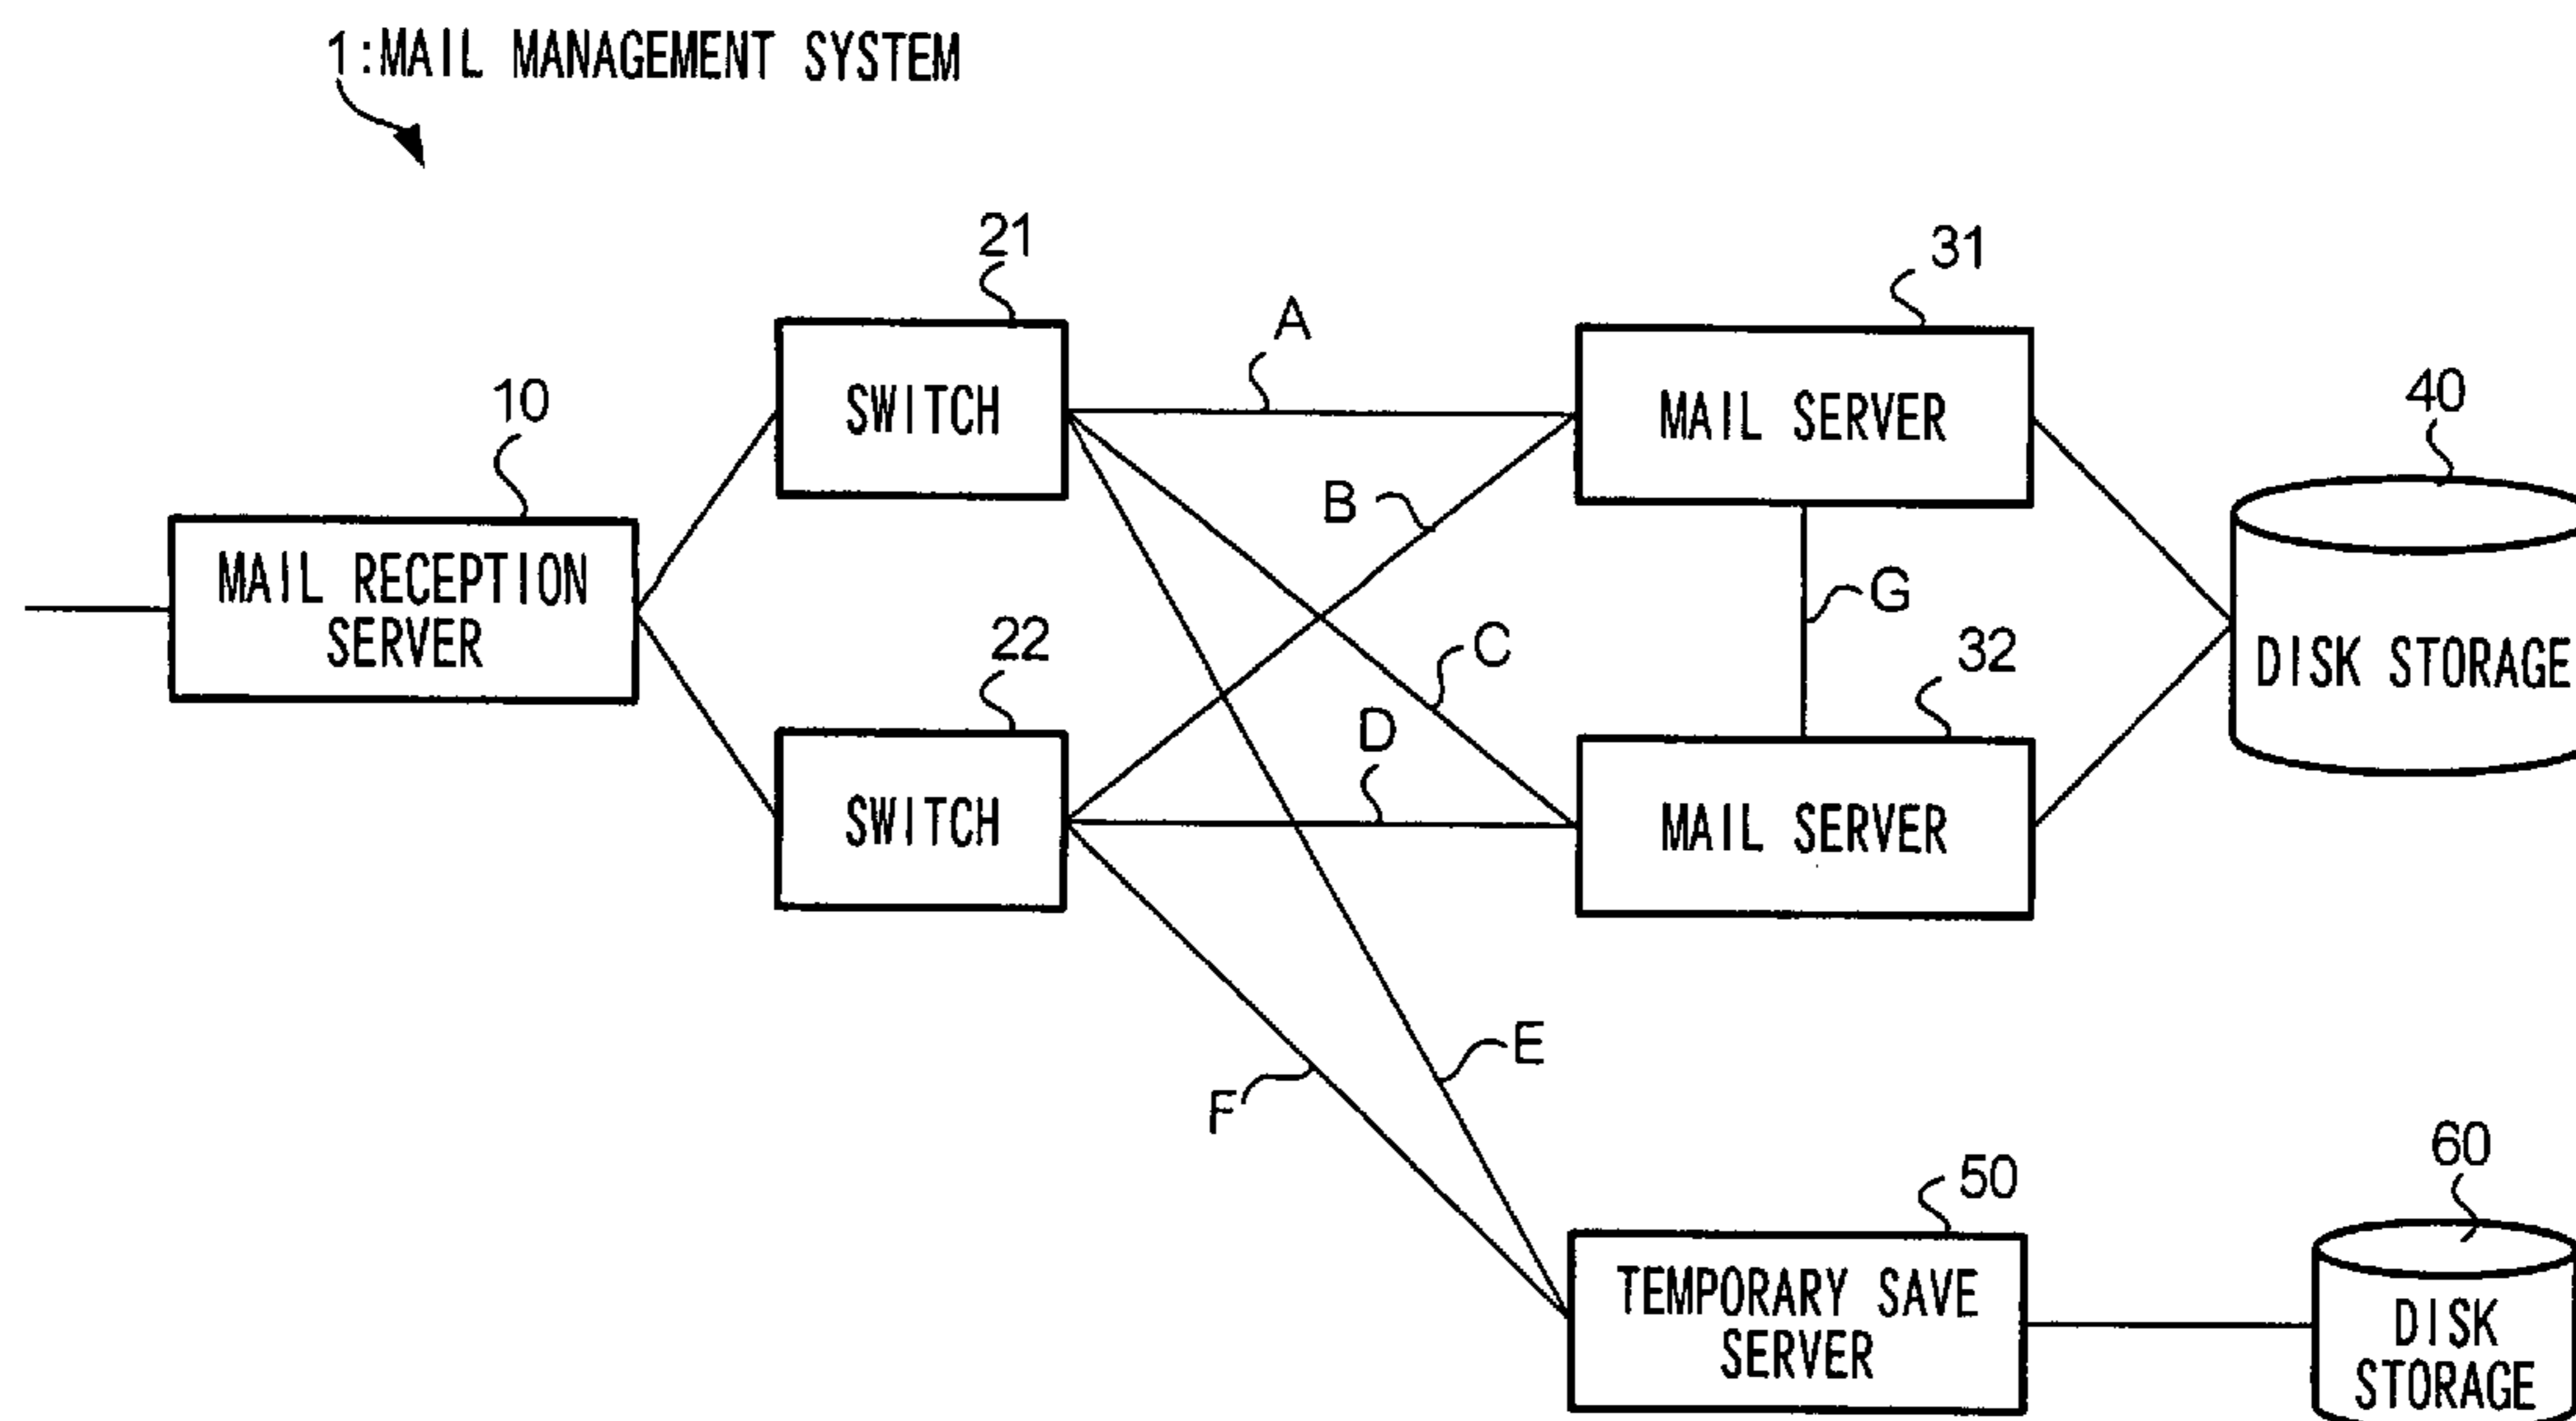 1:MAIL MANAGEMENT SYSTEM
21
31
A
10
SWITCH
MAIL SERVER
40
B
MAIL RECEPTION
SERVER
G
22
C
32
DISK STORAGE
D
SWITCH
MAIL SERVER
E
F
60
50
TEMPORARY SAVE
SERVER
DISK
STORAGE